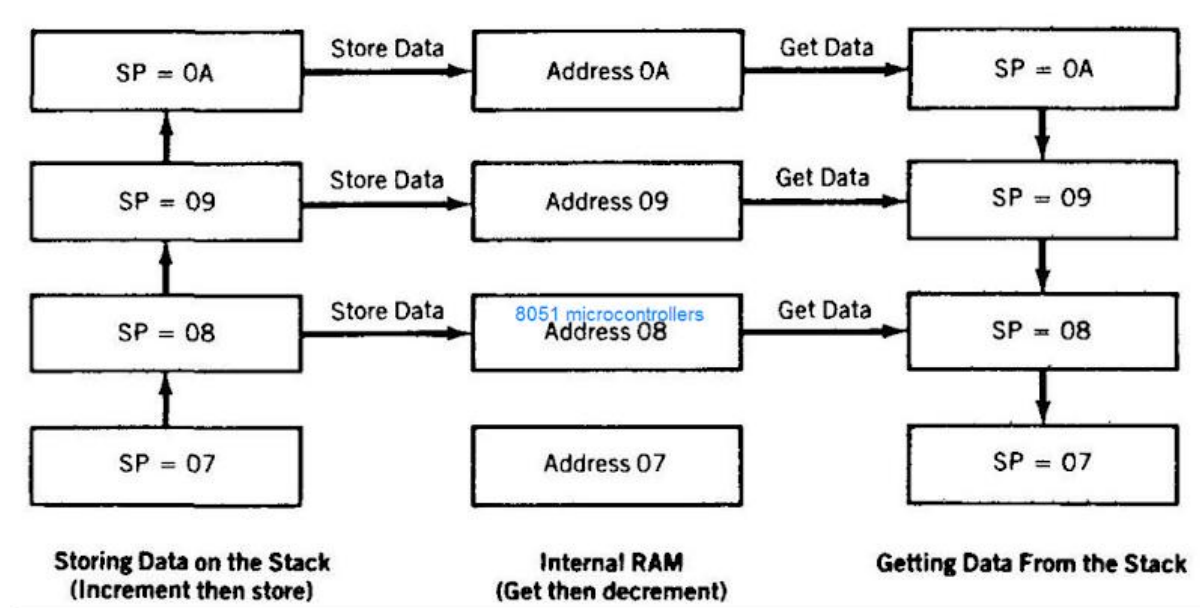 SP = 0A
Store Data
Address 0A
Get Data
SP = 0A
SP = 09
Store Data
Address 09
Get Data
SP = 09
SP = 08
Store Data
8051 microcontrollers
Address 08
Get Data
SP = 08
SP = 07
Address 07
SP = 07
Storing Data on the Stack
(Increment then store)
Internal RAM
(Get then decrement)
Getting Data From the Stack